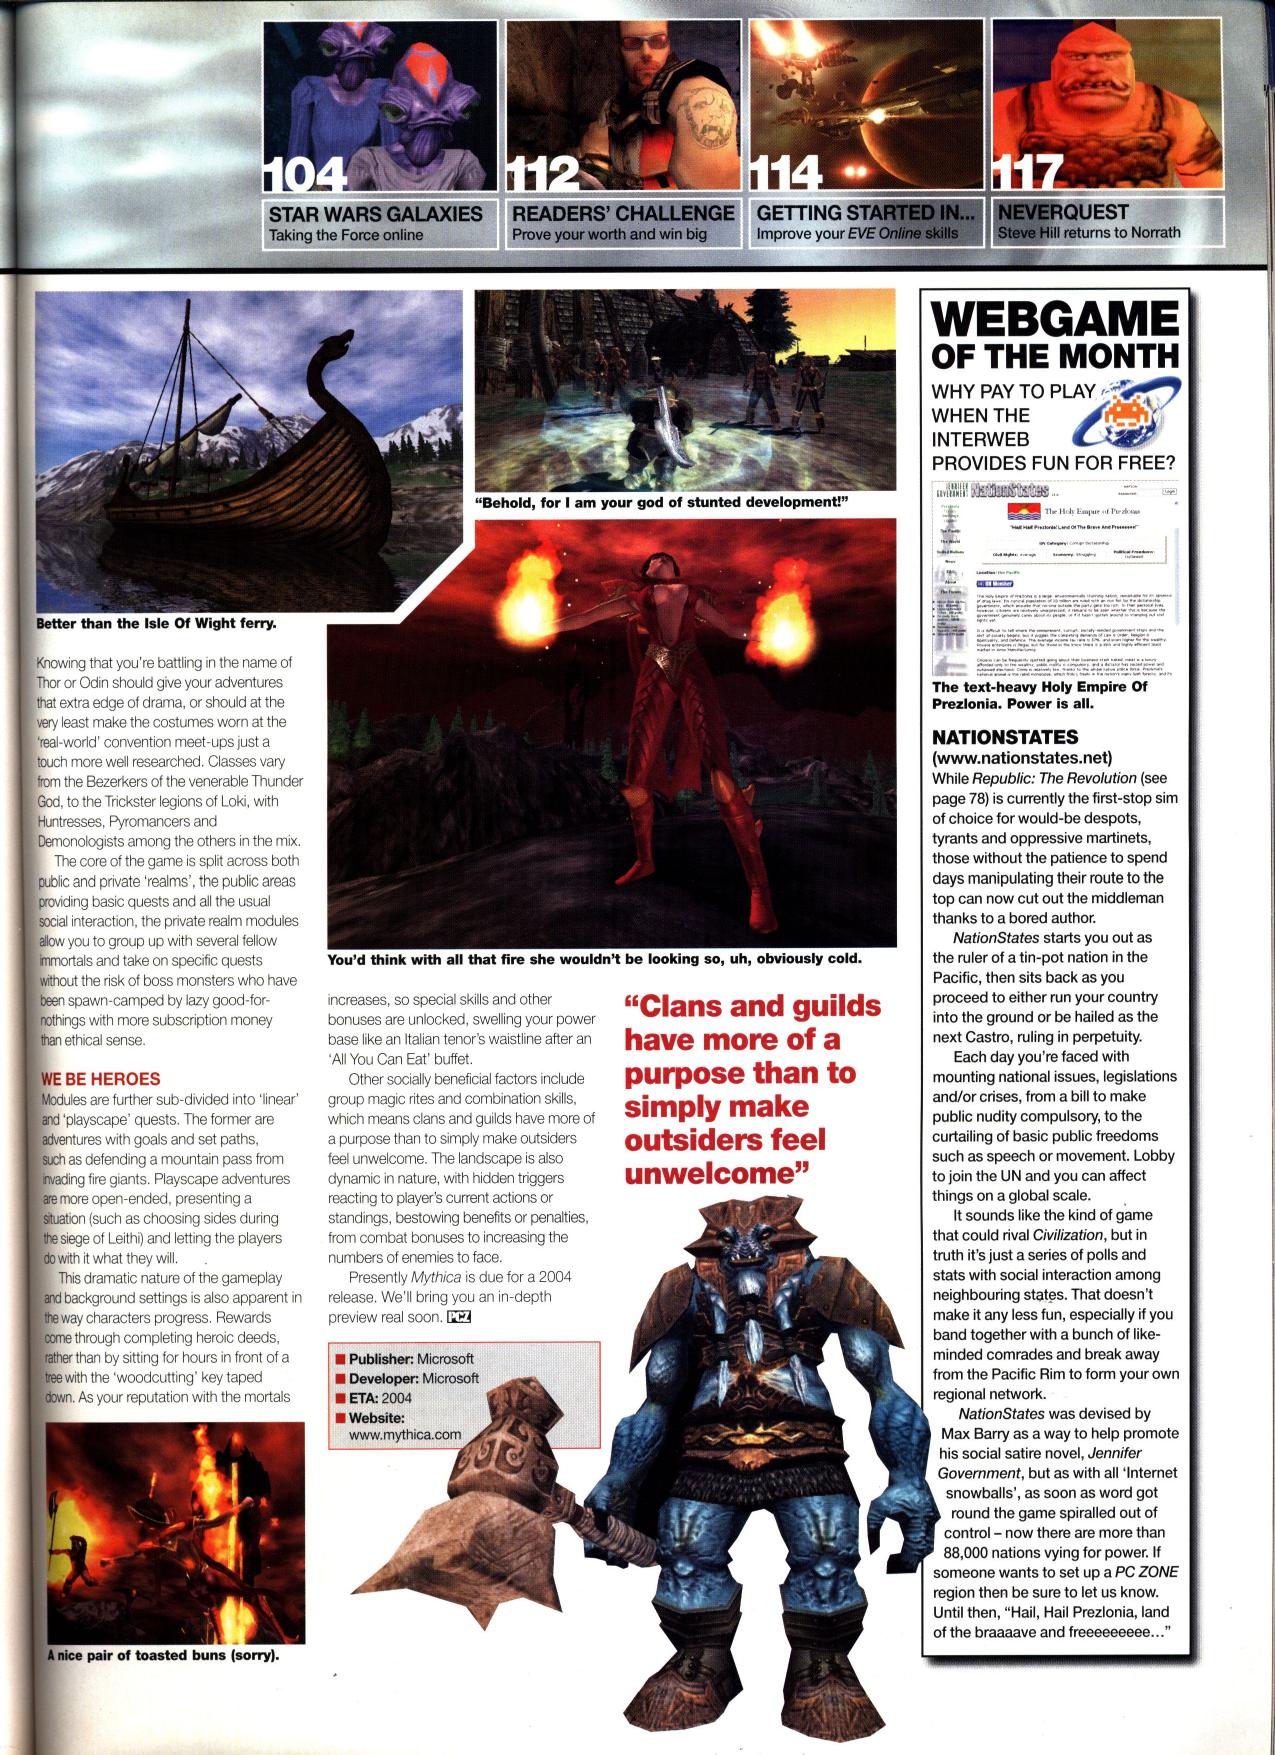 104
STAR WARS GALAXIES
Taking the Force online
112
READERS' CHALLENGE
Prove your worth and win big
114
GETTING STARTED IN...
Improve your EVE Online skills
117
NEVERQUEST
Steve Hill returns to Norrath
Better than the Isle Of Wight ferry.
"Behold, for I am your god of stunted development!"
You'd think with all that fire she wouldn't be looking so, uh, obviously cold.
Knowing that you're battling in the name of
Thor or Odin should give your adventures
that extra edge of drama, or should at the
very least make the costumes worn at the
'real-world' convention meet-ups just a
touch more well researched. Classes vary
from the Bezerkers of the venerable Thunder
God, to the Trickster legions of Loki, with
Huntresses, Pyromancers and
Demonologists among the others in the mix.
The core of the game is split across both
public and private 'realms', the public areas
providing basic quests and all the usual
social interaction, the private realm modules
allow you to group up with several fellow
immortals and take on specific quests
without the risk of boss monsters who have
been spawn-camped by lazy good-for-
nothings with more subscription money
than ethical sense.
WE BE HEROES
Modules are further sub-divided into 'linear'
and 'playscape' quests. The former are
adventures with goals and set paths,
such as defending a mountain pass from
invading fire giants. Playscape adventures
are more open-ended, presenting a
situation (such as choosing sides during
the siege of Leithi) and letting the players
do with it what they will.
This dramatic nature of the gameplay
and background settings is also apparent in
the way characters progress. Rewards
come through completing heroic deeds,
rather than by sitting for hours in front of a
tree with the 'woodcutting' key taped
down. As your reputation with the mortals
A nice pair of toasted buns (sorry).
increases, so special skills and other
bonuses are unlocked, swelling your power
base like an Italian tenor's waistline after an
'All You Can Eat' buffet.
Other socially beneficial factors include
group magic rites and combination skills,
which means clans and guilds have more of
a purpose than to simply make outsiders
feel unwelcome. The landscape is also
dynamic in nature, with hidden triggers
reacting to player's current actions or
standings, bestowing benefits or penalties,
from combat bonuses to increasing the
numbers of enemies to face.
Presently Mythica is due for a 2004
release. We'll bring you an in-depth
preview real soon. PCZ
Publisher: Microsoft
Developer: Microsoft
ETA: 2004
Website:
www.mythica.com
"Clans and guilds
have more of a
purpose than to
simply make
outsiders feel
unwelcome"
WEBGAME
OF THE MONTH
WHY PAY TO PLAY
WHEN THE
INTERWEB
PROVIDES FUN FOR FREE?
JENNIFER
GOVERNMENT NationStates
The Holy Empire of Prezlonia
The text-heavy Holy Empire Of
Prezlonia. Power is all.
NATIONSTATES
(www.nationstates.net)
While Republic: The Revolution (see
page 78) is currently the first-stop sim
of choice for would-be despots,
tyrants and oppressive martinets,
those without the patience to spend
days manipulating their route to the
top can now cut out the middleman
thanks to a bored author.
NationStates starts you out as
the ruler of a tin-pot nation in the
Pacific, then sits back as you
proceed to either run your country
into the ground or be hailed as the
next Castro, ruling in perpetuity.
Each day you're faced with
mounting national issues, legislations
and/or crises, from a bill to make
public nudity compulsory, to the
curtailing of basic public freedoms
such as speech or movement. Lobby
to join the UN and you can affect
things on a global scale.
It sounds like the kind of game
that could rival Civilization, but in
truth it's just a series of polls and
stats with social interaction among
neighbouring states. That doesn't
make it any less fun, especially if you
band together with a bunch of like-
minded comrades and break away
from the Pacific Rim to form your own
regional network.
NationStates was devised by
Max Barry as a way to help promote
his social satire novel, Jennifer
Government, but as with all 'Internet
snowballs', as soon as word got
round the game spiralled out of
control – now there are more than
88,000 nations vying for power. If
someone wants to set up a PC ZONE
region then be sure to let us know.
Until then, "Hail, Hail Prezlonia, land
of the braaaave and freeeeeeeee..."